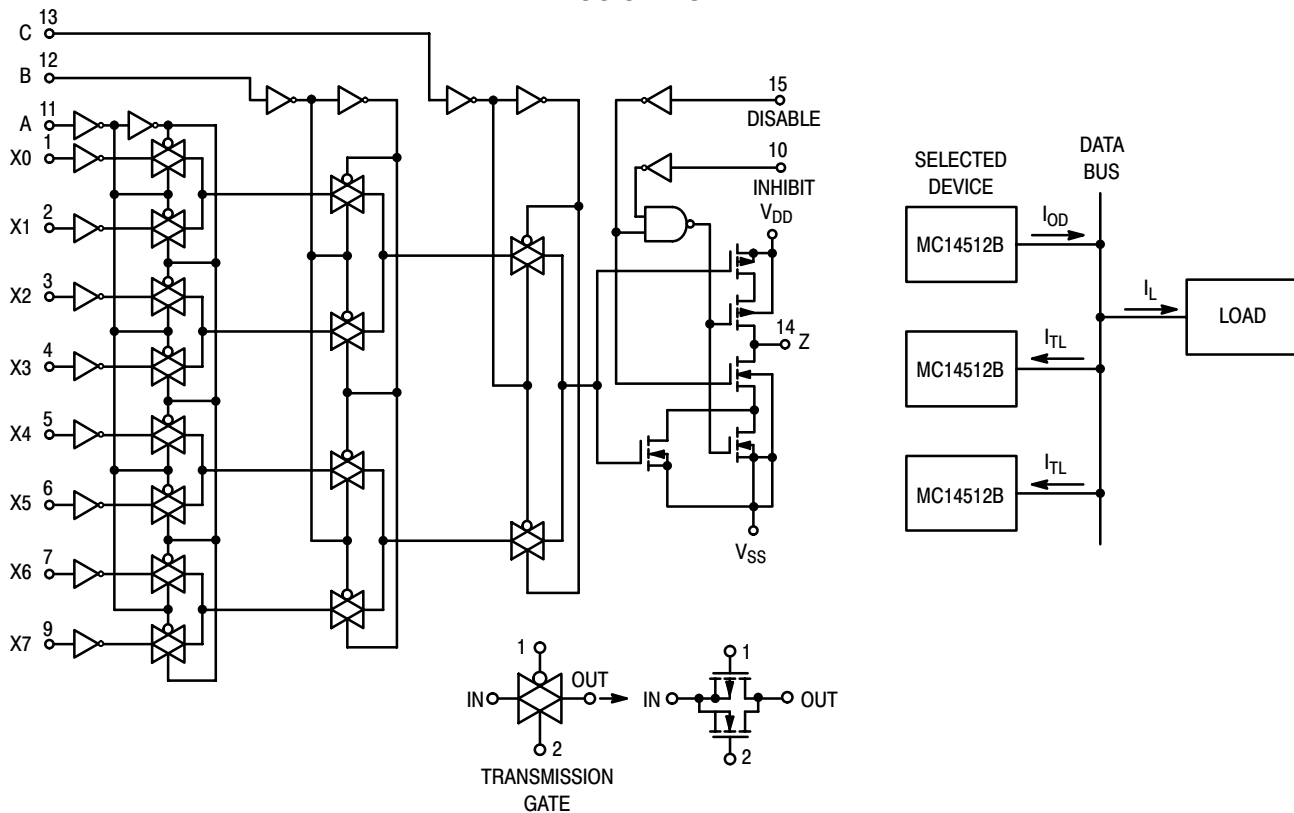 C 13
B 12
A 11
X0 1
X1 2
X2 3
X3 4
X4 5
X5 6
X6 7
X7 9
15
DISABLE
10
INHIBIT
VDD
14 Z
VSS
1
IN OUT
2
TRANSMISSION
GATE
1
IN OUT
2
SELECTED
DEVICE
DATA
BUS
MC14512B
IOD
IL
LOAD
MC14512B
ITL
MC14512B
ITL